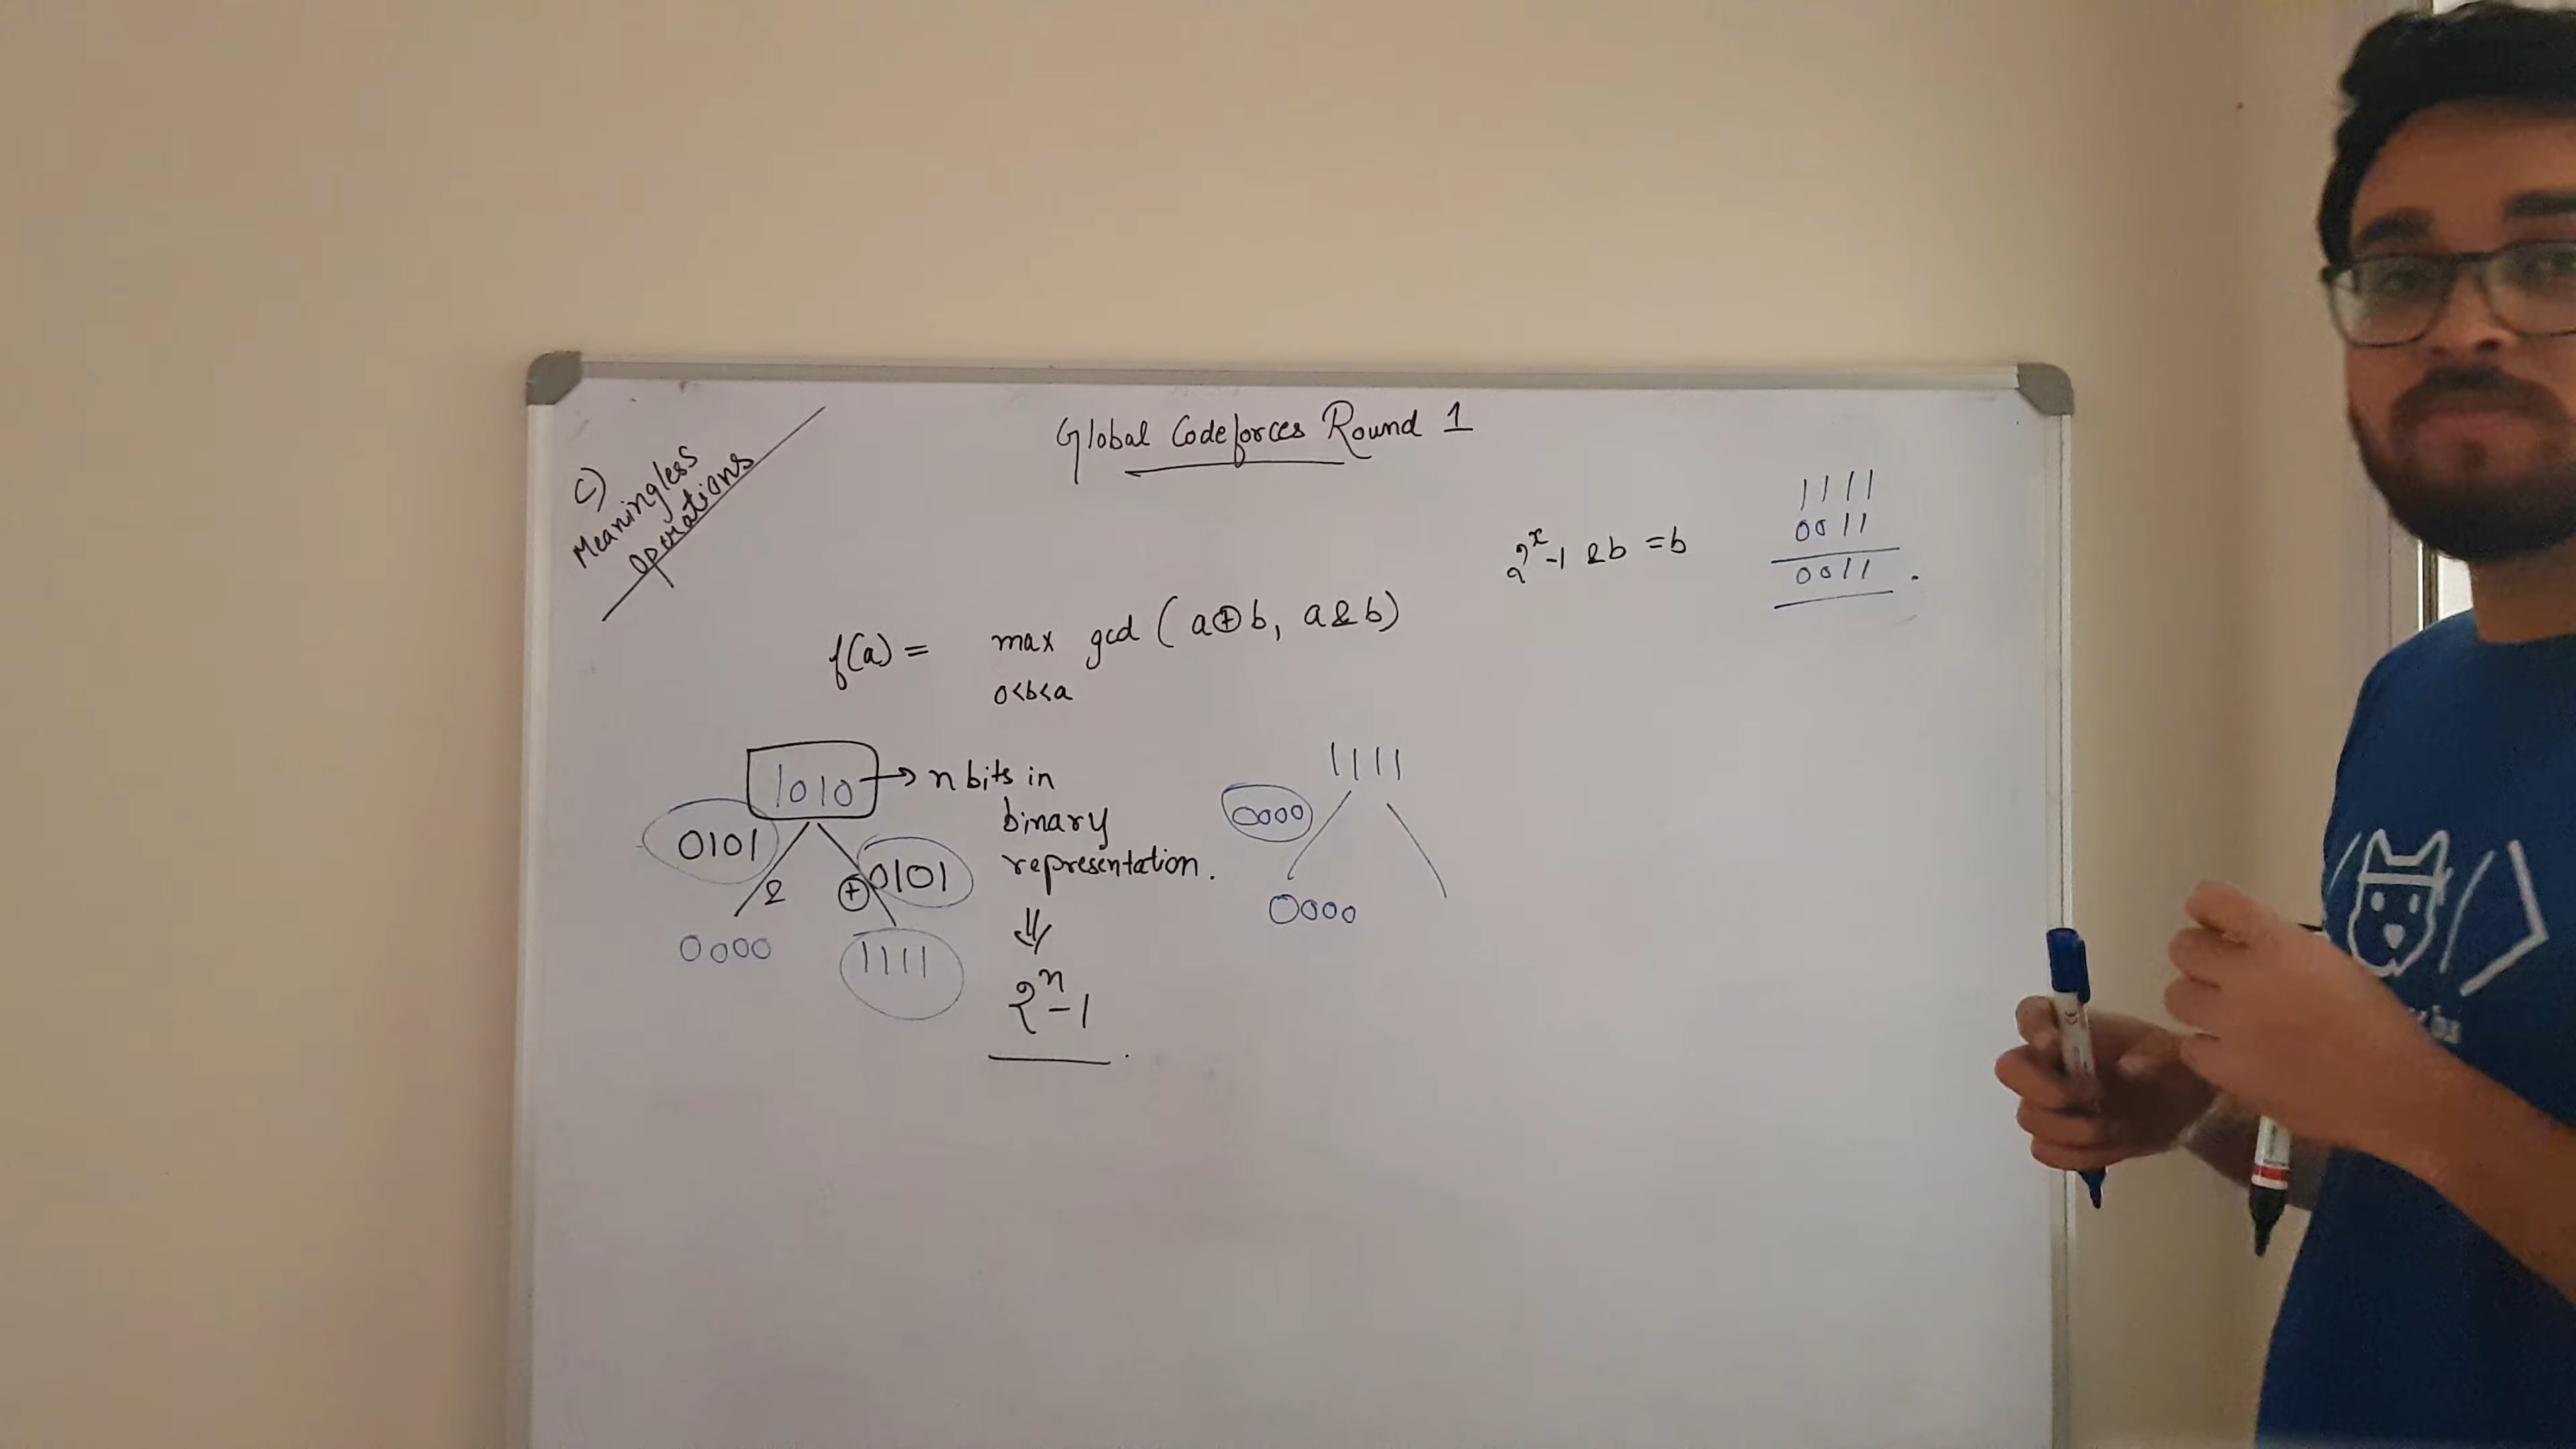 C)
Meaningless
Operations
Global Codeforces Round 1
2^x-1 & b = b
1111
0011
0011 .
f(a) = max gcd ( a⊕b, a&b)
0<b<a
1010 → n bits in
binary
representation.
⇓
2^n-1
0101
&
0000
⊕ 0101
1111
1111
0000
0000